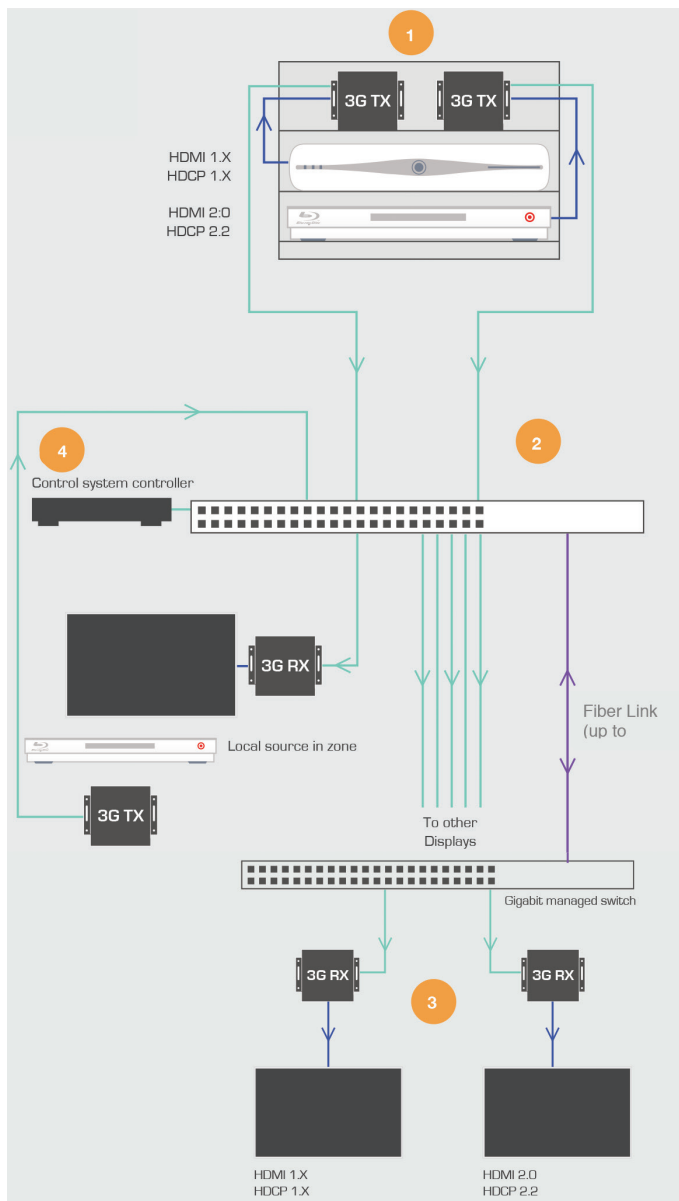 1
3G TX
3G TX
HDMI 1.X
HDCP 1.X
HDMI 2:0
HDCP 2.2
4
2
Control system controller
3G RX
Fiber Link
(up to
Local source in zone
3G TX
To other
Displays
Gigabit managed switch
3G RX
3G RX
3
HDMI 1.X
HDCP 1.X
HDMI 2.0
HDCP 2.2